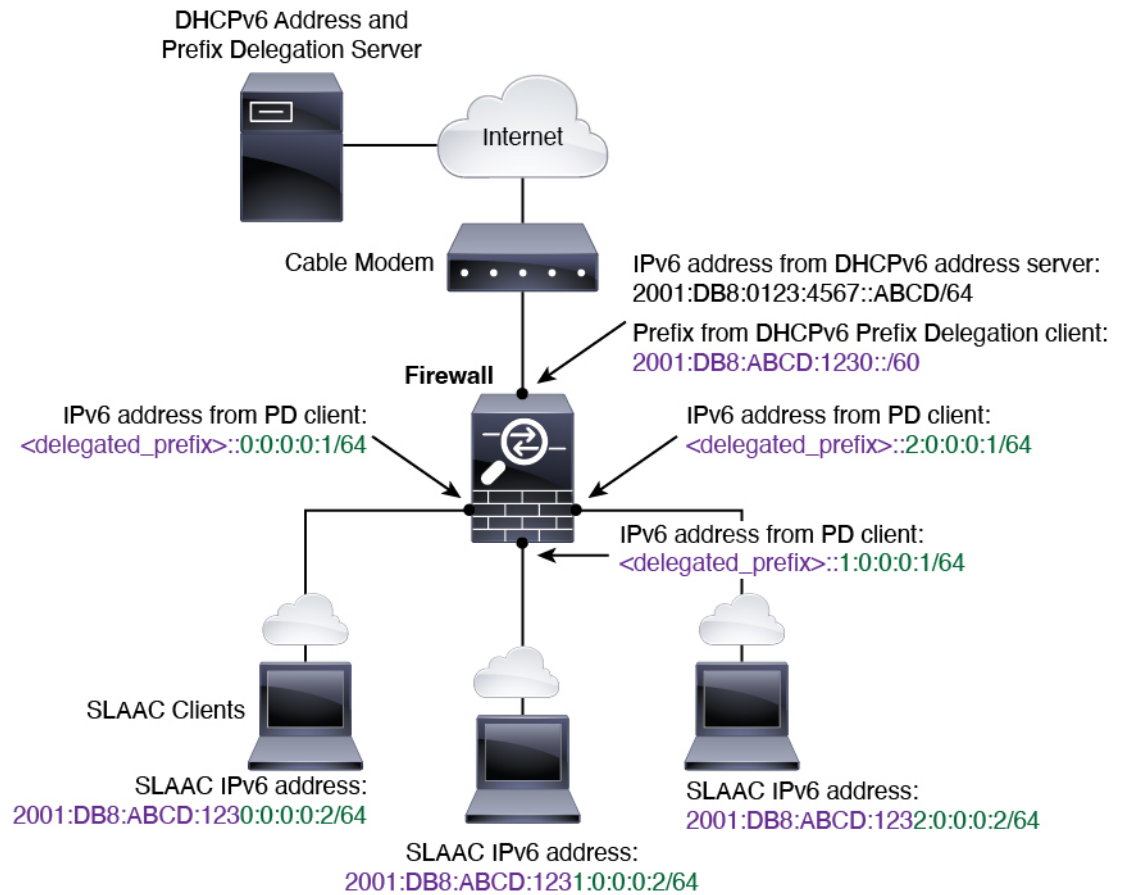 DHCPv6 Address and
Prefix Delegation Server
Internet
Cable Modem
IPv6 address from DHCPv6 address server:
2001:DB8:0123:4567::ABCD/64
Prefix from DHCPv6 Prefix Delegation client:
2001:DB8:ABCD:1230::/60
Firewall
IPv6 address from PD client:
<delegated_prefix>::0:0:0:0:1/64
IPv6 address from PD client:
<delegated_prefix>::2:0:0:0:1/64
IPv6 address from PD client:
<delegated_prefix>::1:0:0:0:1/64
SLAAC Clients
SLAAC IPv6 address:
2001:DB8:ABCD:1230:0:0:0:2/64
SLAAC IPv6 address:
2001:DB8:ABCD:1232:0:0:0:2/64
SLAAC IPv6 address:
2001:DB8:ABCD:1231:0:0:0:2/64